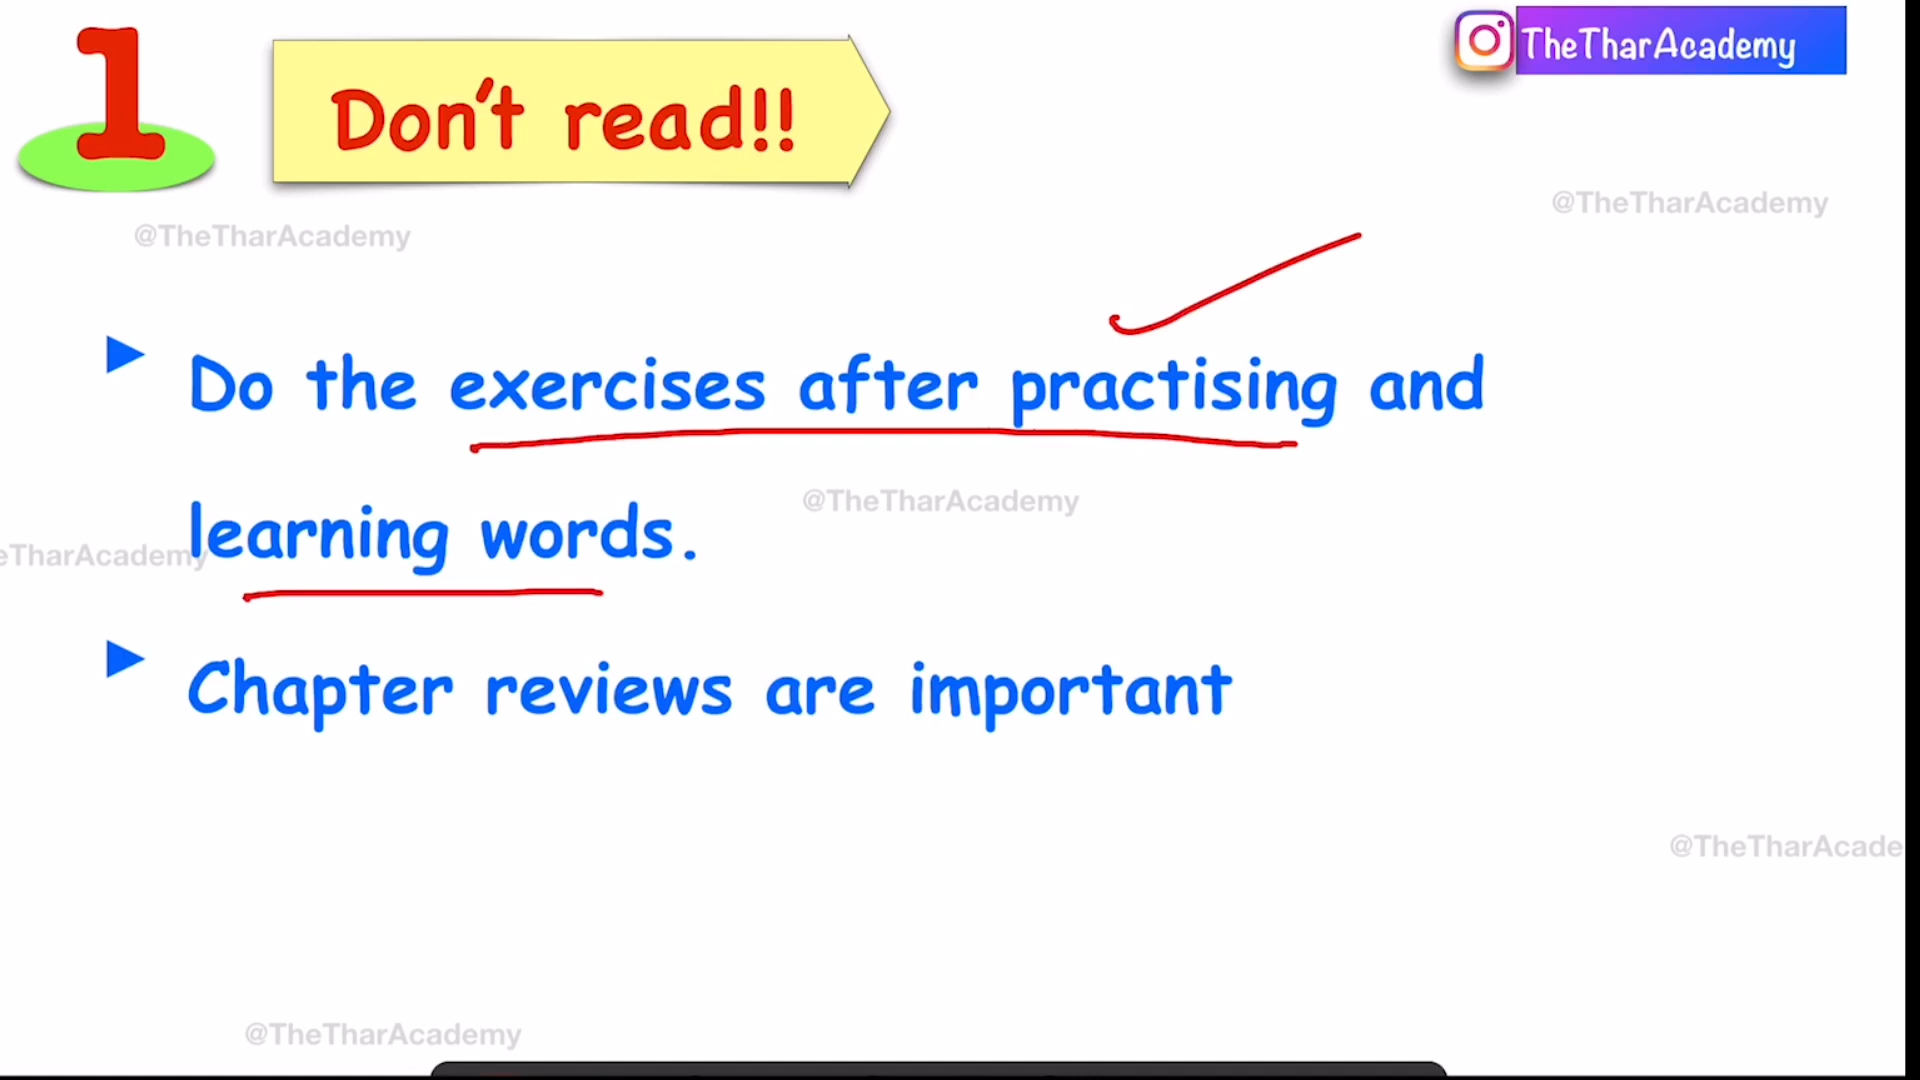 1
Don't read!!
TheTharAcademy
@TheTharAcademy
@TheTharAcademy
Do the exercises after practising and
@TheTharAcademy
learning words.
eTharAcademy
Chapter reviews are important
@TheTharAcade
@TheTharAcademy